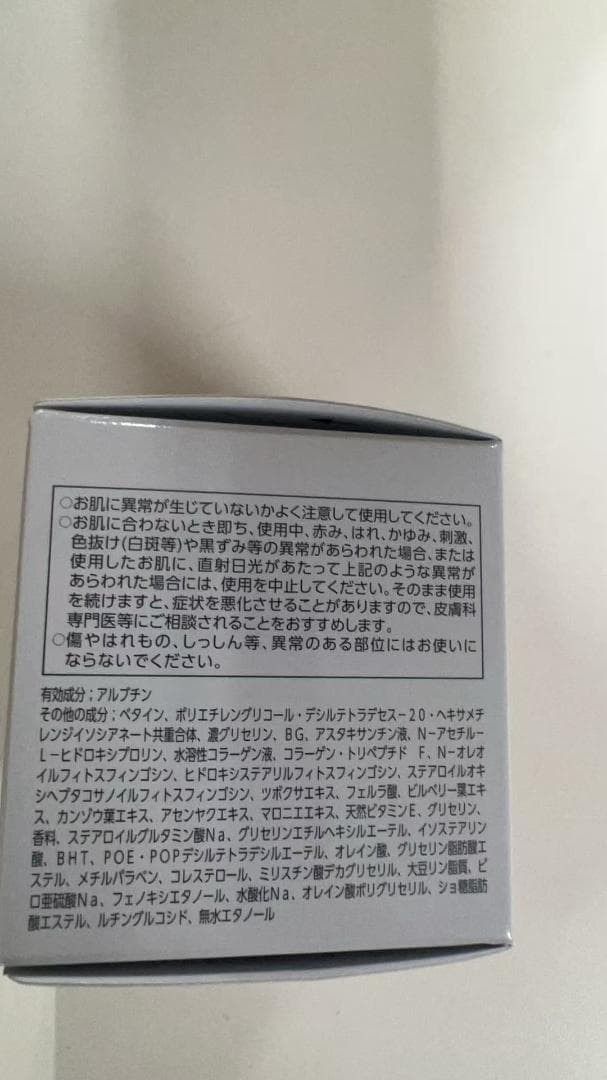 ○お肌に異常が生じていないかよく注意して使用してください。
○お肌に合わないとき即ち、使用中、赤み、はれ、かゆみ、刺激、
色抜け(白斑等)や黒ずみ等の異常があらわれた場合、または
使用したお肌に、直射日光があたって上記のような異常が
あらわれた場合には、使用を中止してください。そのまま使用
を続けますと、症状を悪化させることがありますので、皮膚科
専門医等にご相談されることをおすすめします。
○傷やはれもの、しっしん等、異常のある部位にはお使いに
ならないでください。
有効成分；アルブチン
その他の成分；ベタイン、ポリエチレングリコール・デシルテトラデセス－20・ヘキサメチ
レンジイソシアネート共重合体、濃グリセリン、BG、アスタキサンチン液、N－アセチル－
L－ヒドロキシプロリン、水溶性コラーゲン液、コラーゲン・トリペプチド F、N－オレオ
イルフィトスフィンゴシン、ヒドロキシステアリルフィトスフィンゴシン、ステアロイルオキ
シヘプタコサノイルフィトスフィンゴシン、ツボクサエキス、フェルラ酸、ビルベリー葉エキ
ス、カンゾウ葉エキス、アセンヤクエキス、マロニエエキス、天然ビタミンE、グリセリン、
香料、ステアロイルグルタミン酸Na、グリセリンエチルヘキシルエーテル、イソステアリン
酸、BHT、POE・POPデシルテトラデシルエーテル、オレイン酸、グリセリン脂肪酸エ
ステル、メチルパラベン、コレステロール、ミリスチン酸デカグリセリル、大豆リン脂質、ピ
ロ亜硫酸Na、フェノキシエタノール、水酸化Na、オレイン酸ポリグリセリル、ショ糖脂肪
酸エステル、ルチングルコシド、無水エタノール